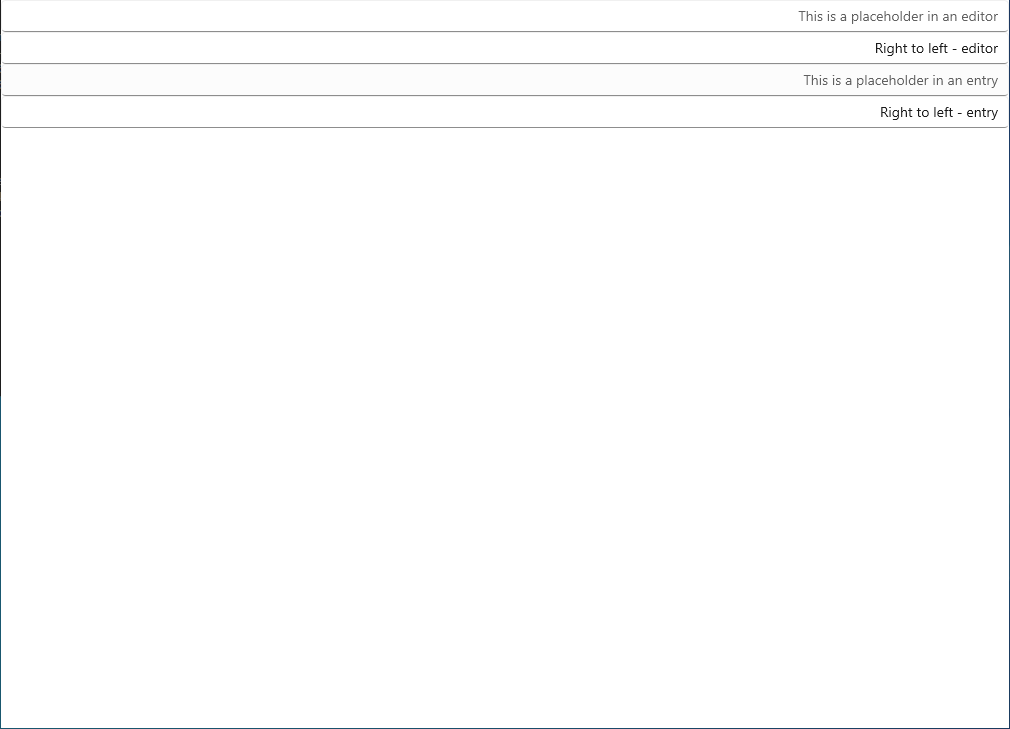 This is a placeholder in an editor
Right to left - editor
This is a placeholder in an entry
Right to left - entry